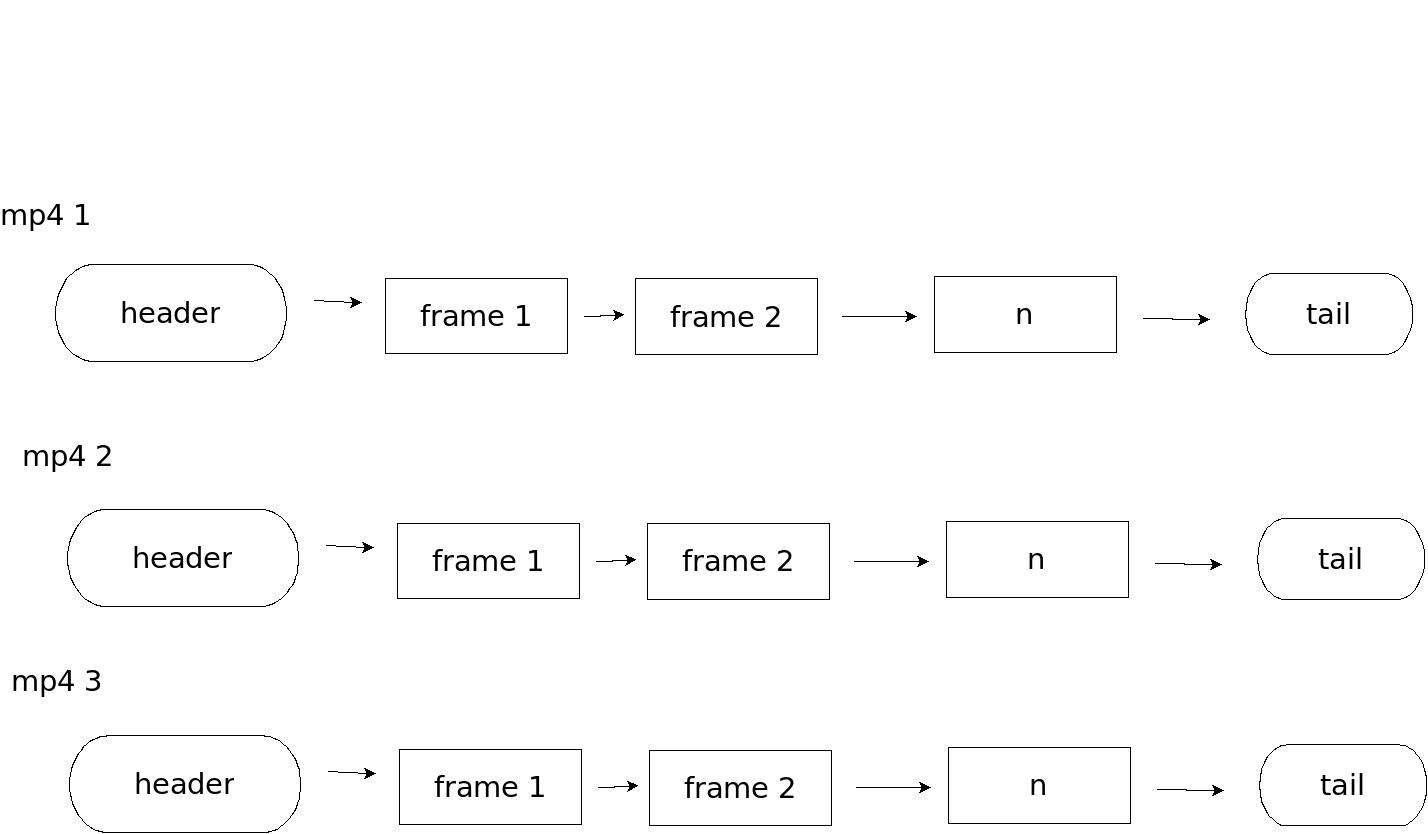 mp4 1
header
frame 1
frame 2
n
tail
mp4 2
header
frame 1
frame 2
n
tail
mp4 3
header
frame 1
frame 2
n
tail